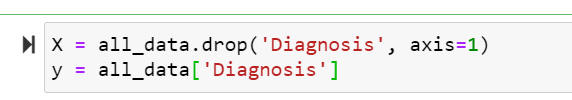 X = all_data.drop('Diagnosis', axis=1)
y = all_data['Diagnosis']